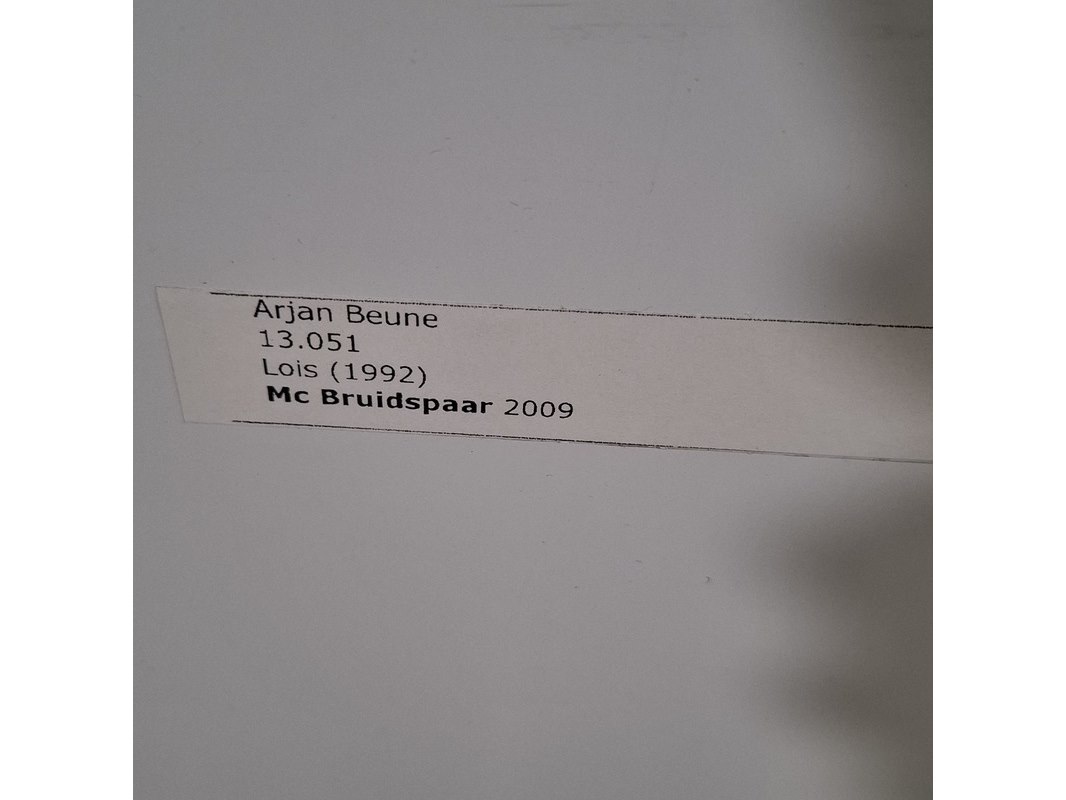 Arjan Beune
13.051
Lois (1992)
Mc Bruidspaar 2009